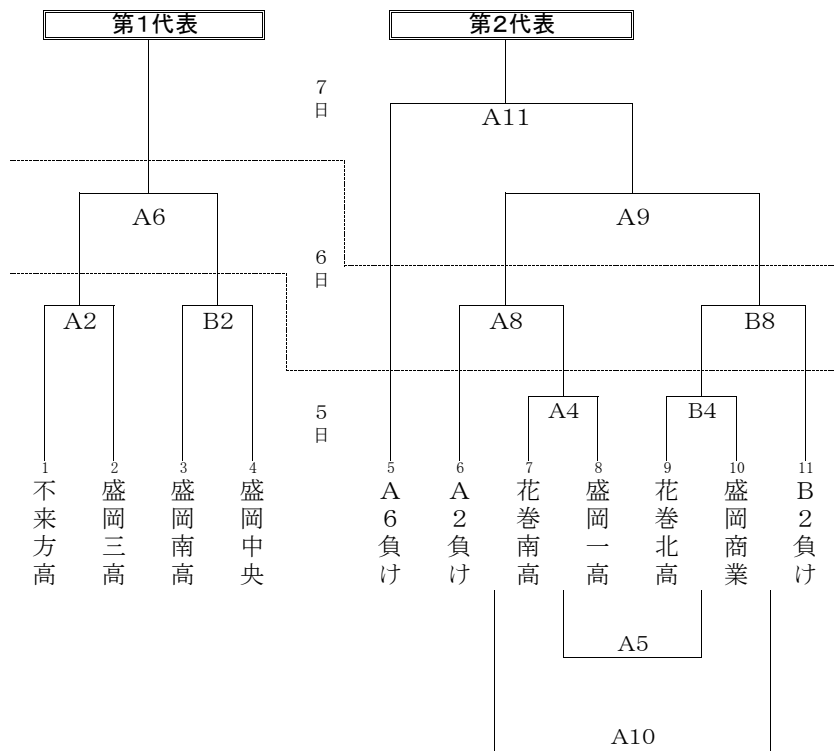 第1代表
第2代表
7日
A11
A6
A9
6日
A2
B2
A8
B8
5日
A4
B4
1 不来方高
2 盛岡三高
3 盛岡南高
4 盛岡中央
5 A6負け
6 A2負け
7 花巻南高
8 盛岡一高
9 花巻北高
10 盛岡商業
11 B2負け
A5
A10